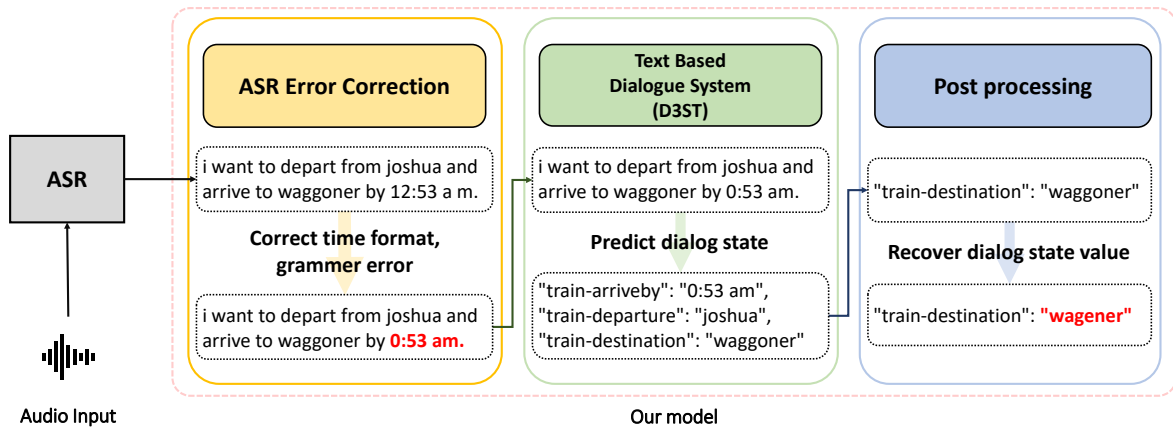 ASR
Audio Input
ASR Error Correction
i want to depart from joshua and
arrive to waggoner by 12:53 a m.
Correct time format,
grammer error
i want to depart from joshua and
arrive to waggoner by 0:53 am.
Text Based
Dialogue System
(D3ST)
i want to depart from joshua and
arrive to waggoner by 0:53 am.
Predict dialog state
"train-arriveby": "0:53 am",
"train-departure": "joshua",
"train-destination": "waggoner"
Post processing
"train-destination": "waggoner"
Recover dialog state value
"train-destination": "wagener"
Our model